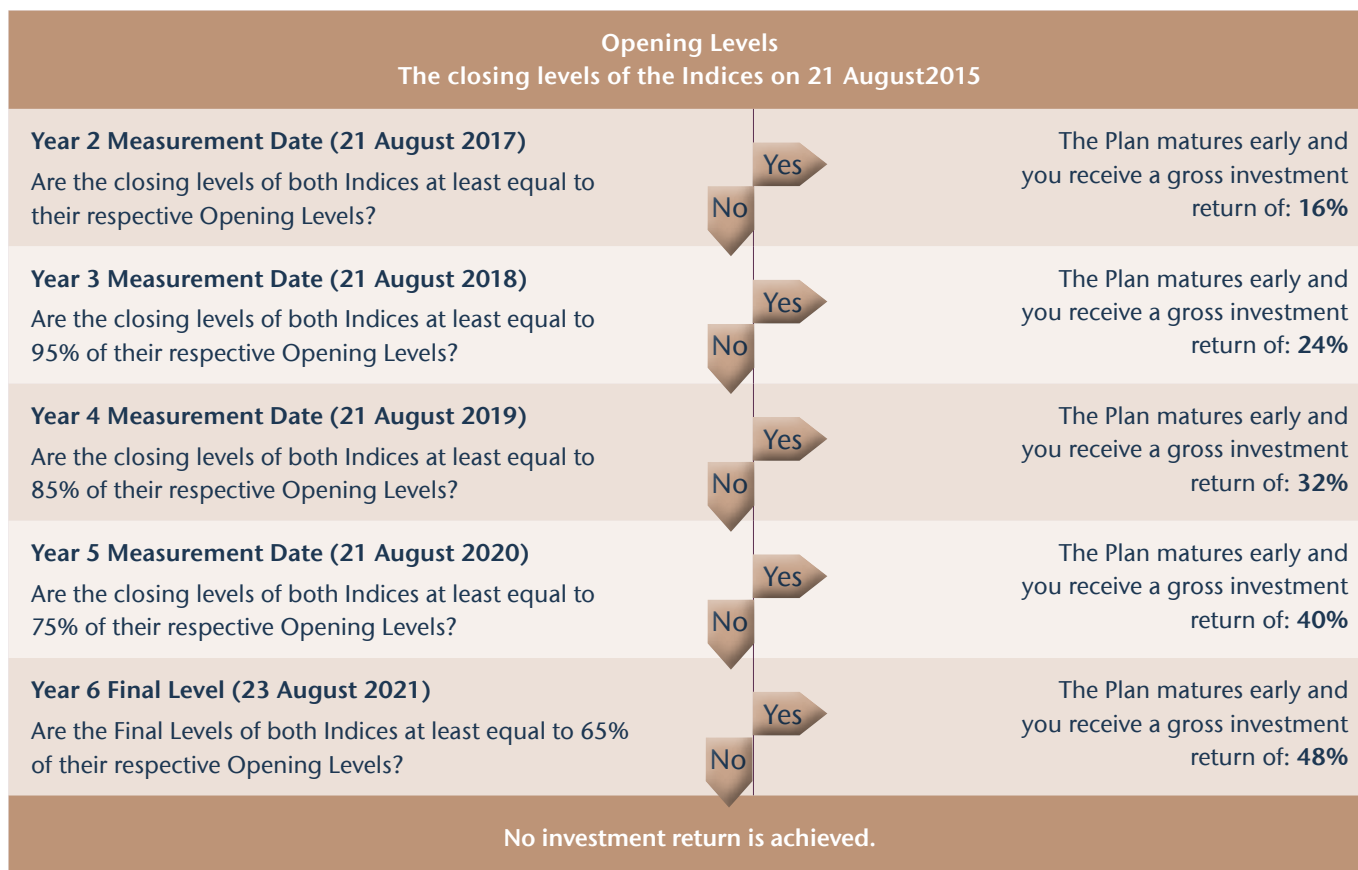 Opening Levels
The closing levels of the Indices on 21 August2015
Year 2 Measurement Date (21 August 2017)
Are the closing levels of both Indices at least equal to
their respective Opening Levels?
Yes
No
The Plan matures early and
you receive a gross investment
return of: 16%
Year 3 Measurement Date (21 August 2018)
Are the closing levels of both Indices at least equal to
95% of their respective Opening Levels?
Yes
No
The Plan matures early and
you receive a gross investment
return of: 24%
Year 4 Measurement Date (21 August 2019)
Are the closing levels of both Indices at least equal to
85% of their respective Opening Levels?
Yes
No
The Plan matures early and
you receive a gross investment
return of: 32%
Year 5 Measurement Date (21 August 2020)
Are the closing levels of both Indices at least equal to
75% of their respective Opening Levels?
Yes
No
The Plan matures early and
you receive a gross investment
return of: 40%
Year 6 Final Level (23 August 2021)
Are the Final Levels of both Indices at least equal to 65%
of their respective Opening Levels?
Yes
No
The Plan matures early and
you receive a gross investment
return of: 48%
No investment return is achieved.